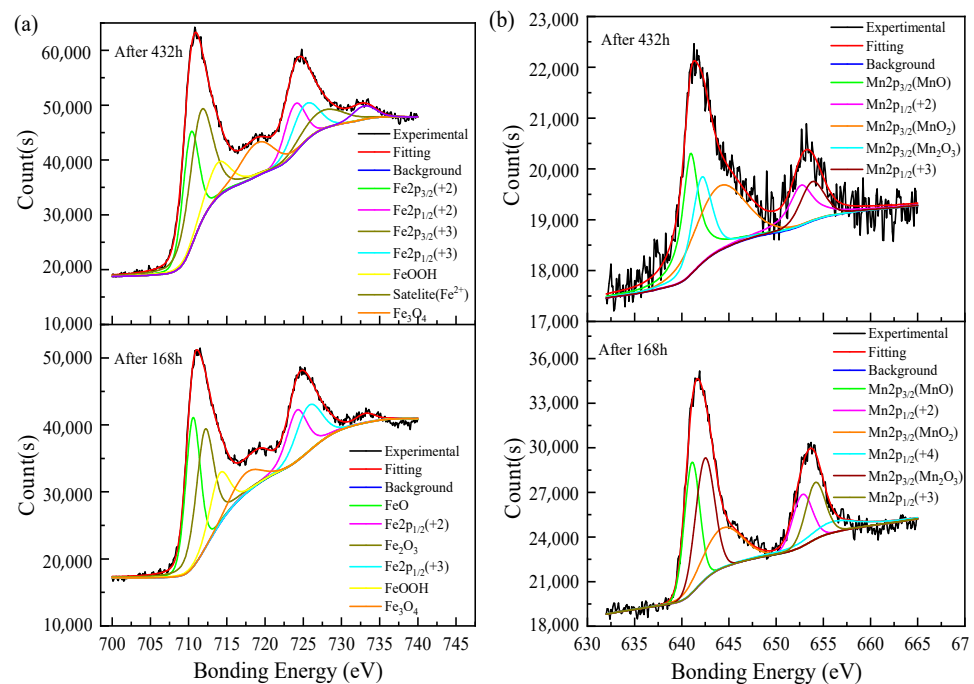 (a)
After 432h
60,000
50,000
40,000
30,000
20,000
10,000
Count(s)
Experimental
Fitting
Background
Fe2p3/2(+2)
Fe2p1/2(+2)
Fe2p3/2(+3)
Fe2p1/2(+3)
FeOOH
Satelite(Fe2+)
Fe3O4
After 168h
50,000
40,000
30,000
20,000
10,000
Count(s)
Experimental
Fitting
Background
FeO
Fe2p1/2(+2)
Fe2O3
Fe2p1/2(+3)
FeOOH
Fe3O4
700 705 710 715 720 725 730 735 740 745
Bonding Energy (eV)
(b)
After 432h
23,000
22,000
21,000
20,000
19,000
18,000
17,000
Count(s)
Experimental
Fitting
Background
Mn2p3/2(MnO)
Mn2p1/2(+2)
Mn2p3/2(MnO2)
Mn2p3/2(Mn2O3)
Mn2p1/2(+3)
After 168h
36,000
33,000
30,000
27,000
24,000
21,000
18,000
Count(s)
Expertimental
Fitting
Background
Mn2p3/2(MnO)
Mn2p1/2(+2)
Mn2p3/2(MnO2)
Mn2p1/2(+4)
Mn2p3/2(Mn2O3)
Mn2p1/2(+3)
630 635 640 645 650 655 660 665 67
Bonding Energy (eV)